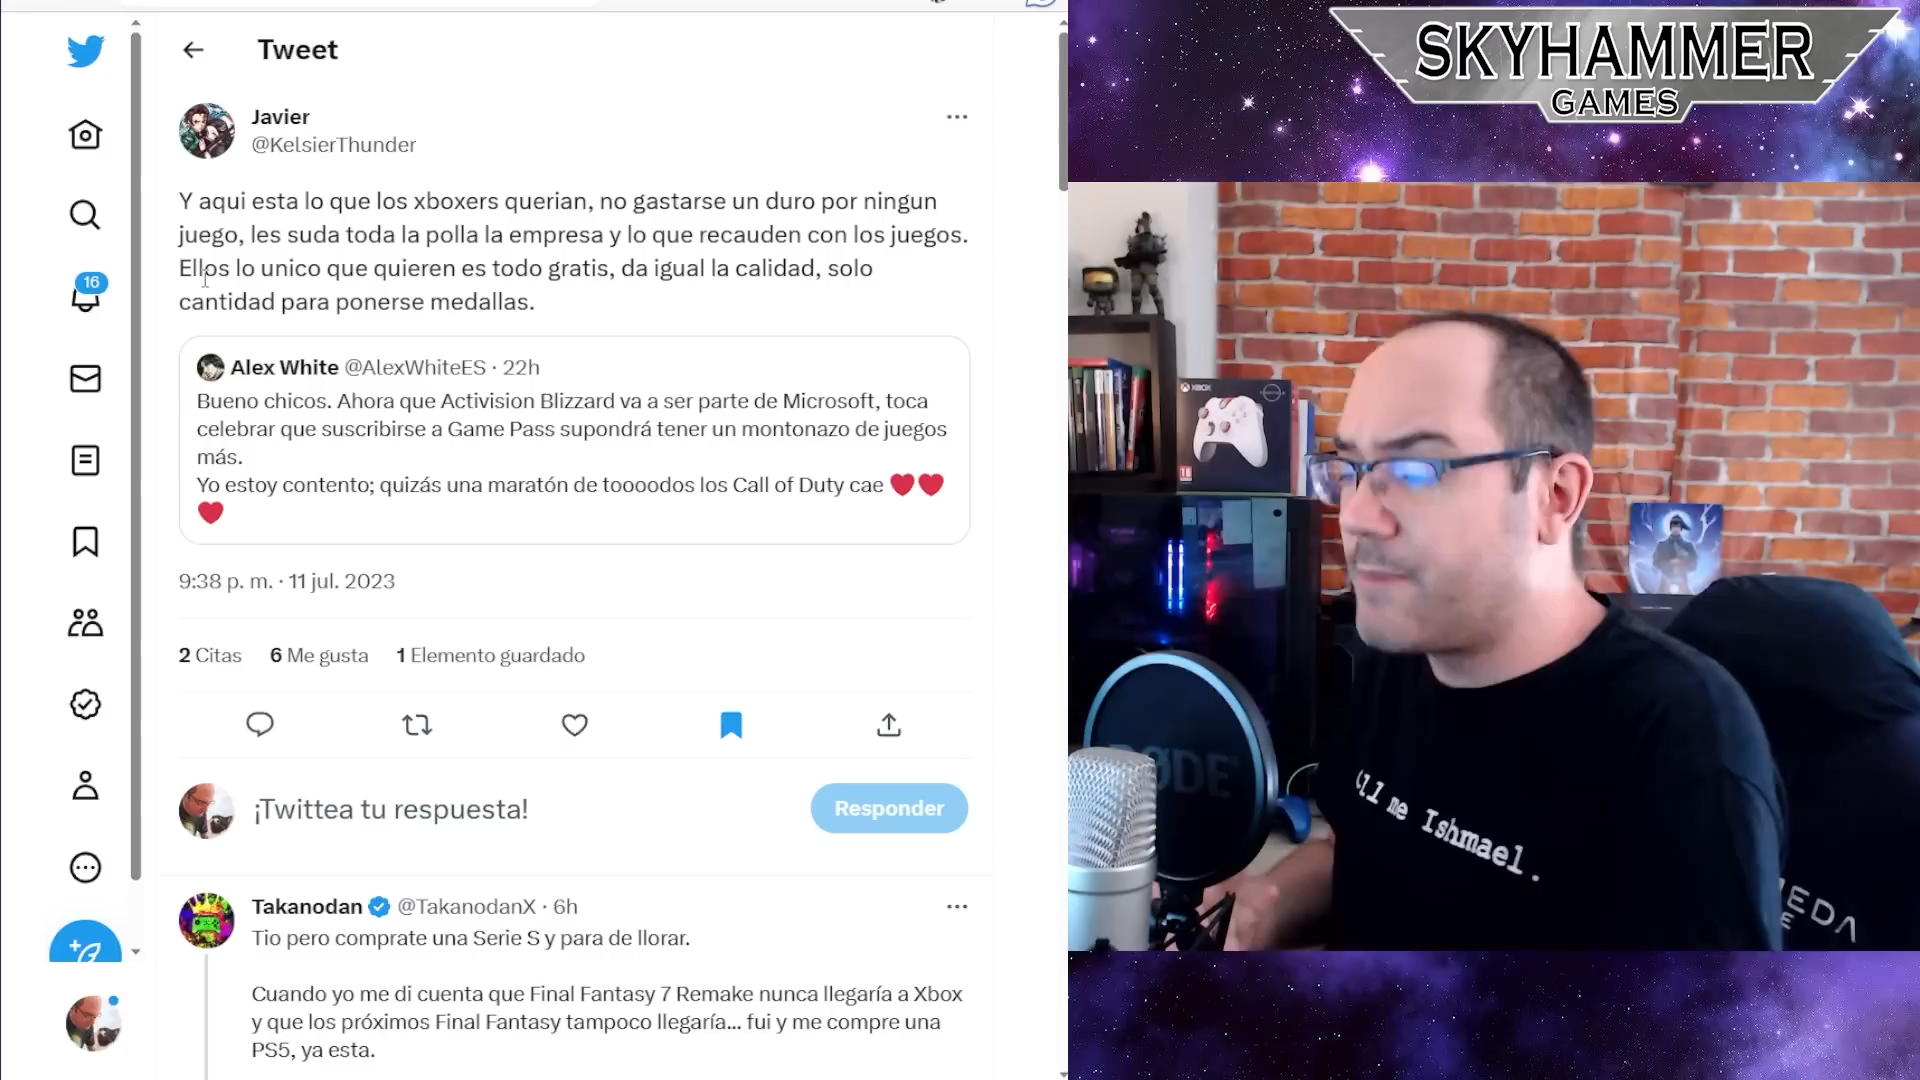 Tweet
Javier
@KelsierThunder
Y aqui esta lo que los xboxers querian, no gastarse un duro por ningun
juego, les suda toda la polla la empresa y lo que recauden con los juegos.
Ellos lo unico que quieren es todo gratis, da igual la calidad, solo
cantidad para ponerse medallas.
Alex White @AlexWhiteES · 22h
Bueno chicos. Ahora que Activision Blizzard va a ser parte de Microsoft, toca
celebrar que suscribirse a Game Pass supondrá tener un montonazo de juegos
más.
Yo estoy contento; quizás una maratón de toooodos los Call of Duty cae ❤️❤️
❤️
9:38 p. m. · 11 jul. 2023
2 Citas 6 Me gusta 1 Elemento guardado
¡Twittea tu respuesta!
Responder
Takanodan @TakanodanX · 6h
Tio pero comprate una Serie S y para de llorar.
Cuando yo me di cuenta que Final Fantasy 7 Remake nunca llegaría a Xbox
y que los próximos Final Fantasy tampoco llegaría... fui y me compre una
PS5, ya esta.
16
SKYHAMMER
GAMES
XBOX
RØDE
me Ishmael.